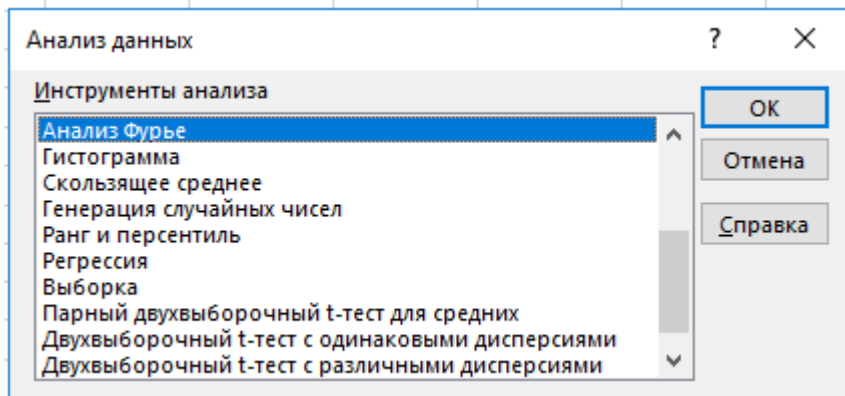 Анализ данных
?
Инструменты анализа
Анализ Фурье
Гистограмма
Скользящее среднее
Генерация случайных чисел
Ранг и персентиль
Регрессия
Выборка
Парный двухвыборочный t-тест для средних
Двухвыборочный t-тест с одинаковыми дисперсиями
Двухвыборочный t-тест с различными дисперсиями
ОК
Отмена
Справка